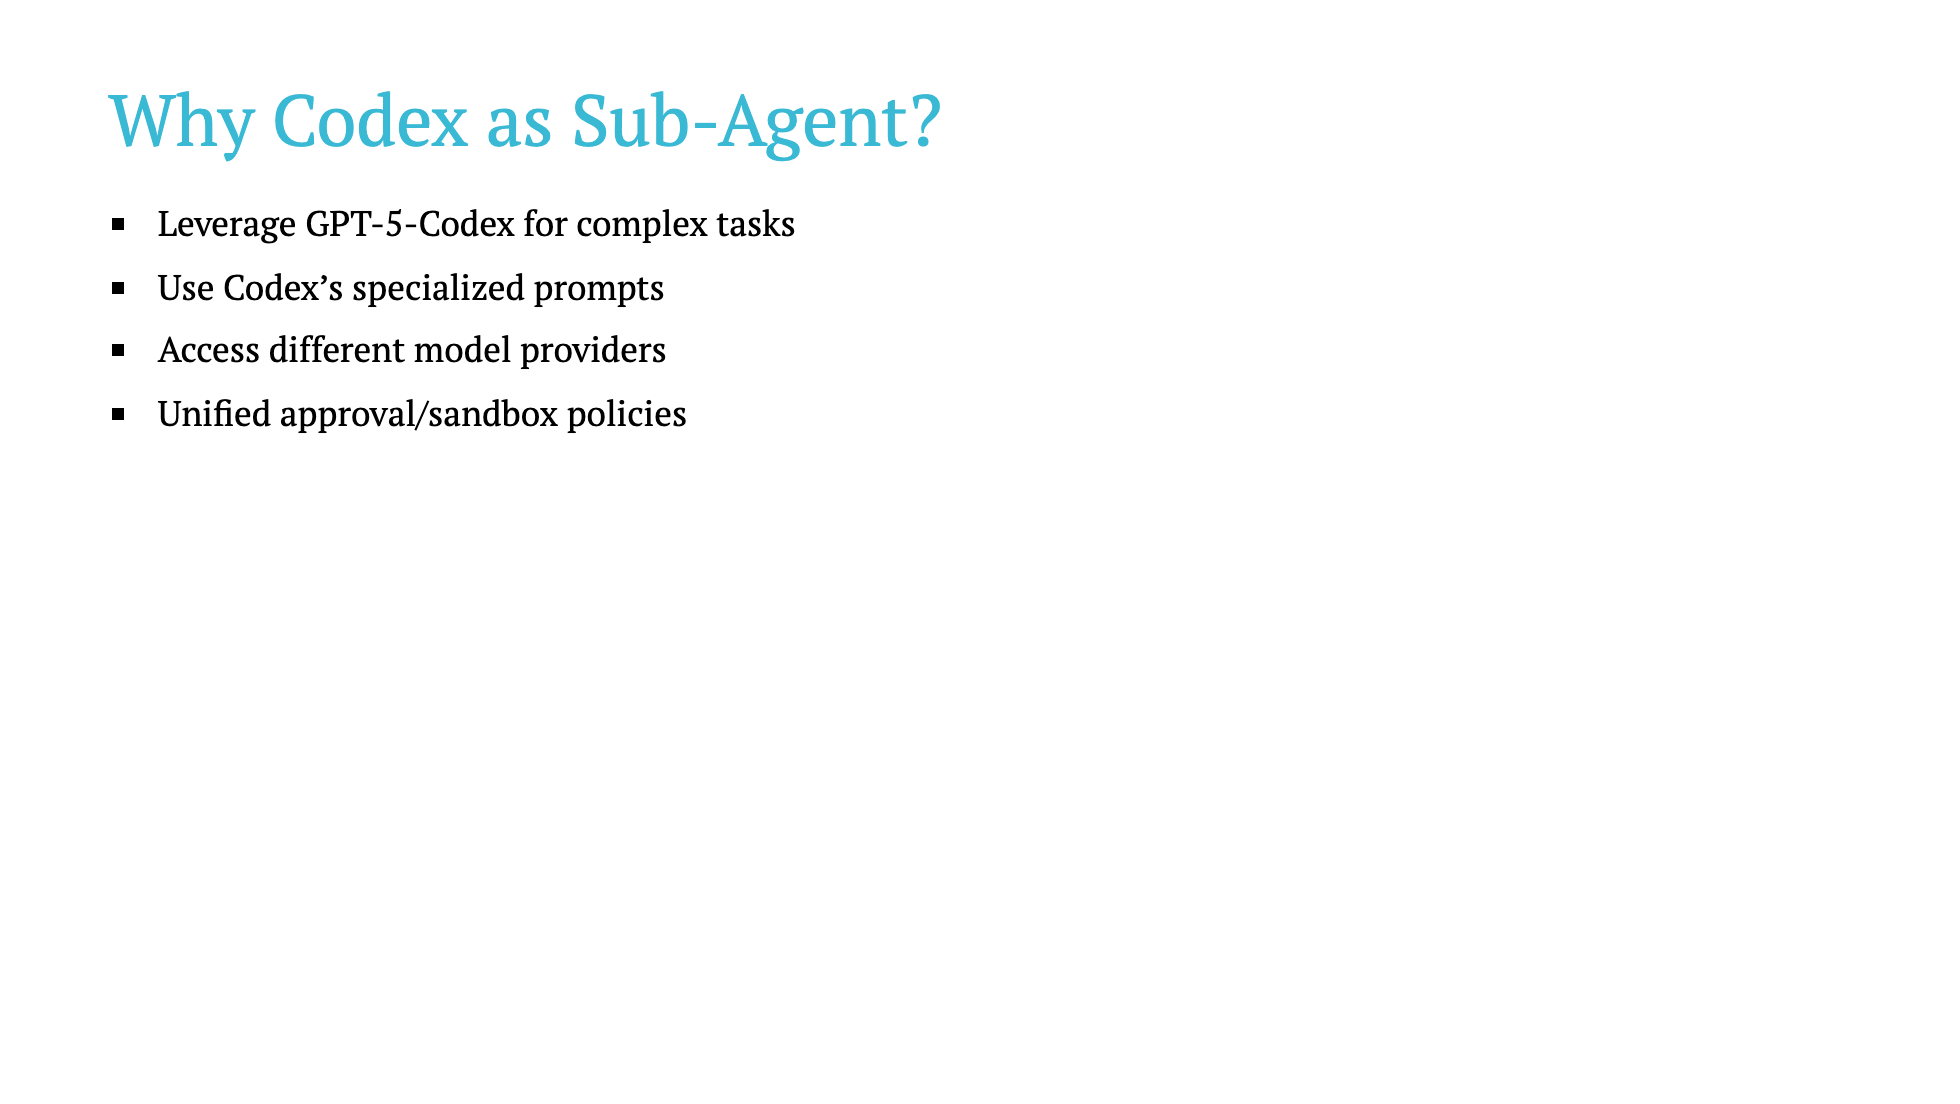 Why Codex as Sub-Agent?
▪ Leverage GPT-5-Codex for complex tasks
▪ Use Codex’s specialized prompts
▪ Access different model providers
▪ Unified approval/sandbox policies